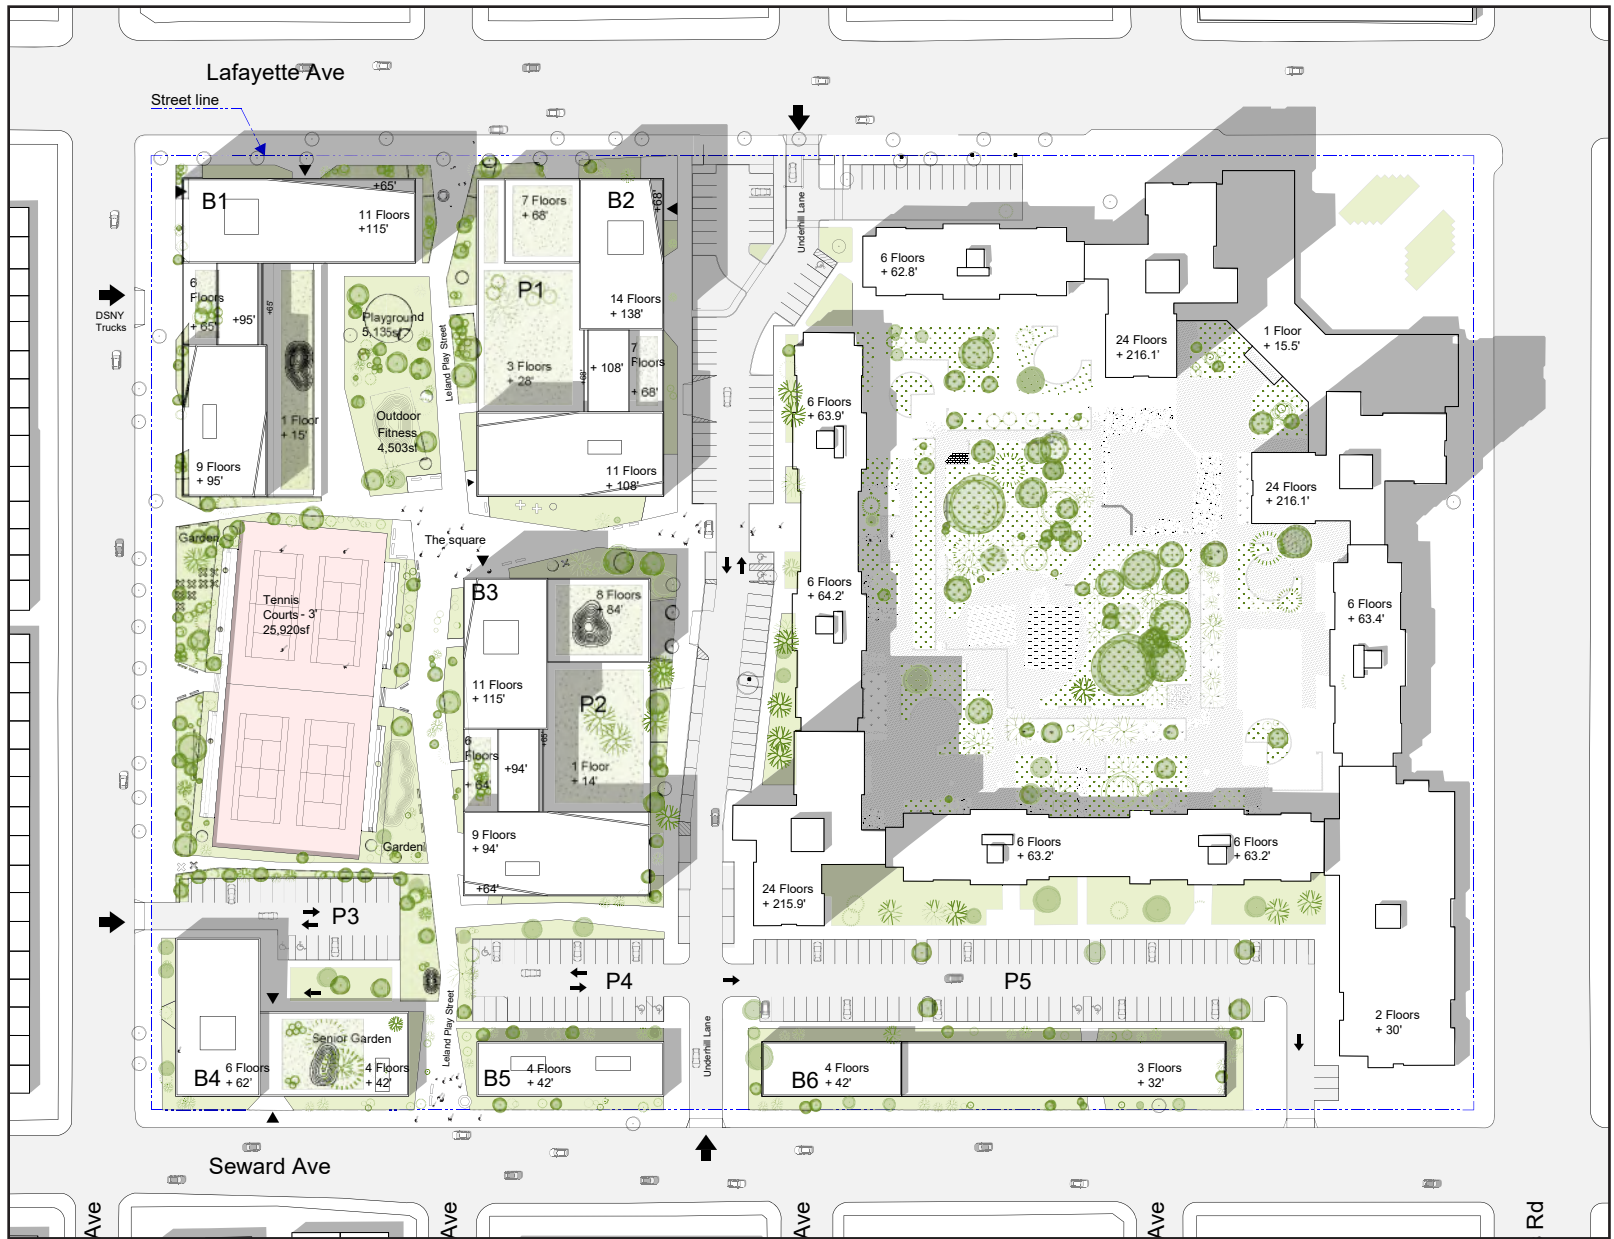 Lafayette Ave
Street line
B1
+65'
11 Floors
+115'
6
Floors
+ 65'
+95'
+65'
1 Floor
+ 15'
9 Floors
+ 95'
DSNY
Trucks
Playground
5,135sf
Outdoor
Fitness
4,503sf
Leland Play Street
7 Floors
+ 68'
B2
+68'
P1
14 Floors
+ 138'
3 Floors
+ 28'
+68'
+ 108'
7
Floors
+ 68'
11 Floors
+ 108'
Underhill Lane
6 Floors
+ 62.8'
24 Floors
+ 216.1'
1 Floor
+ 15.5'
6 Floors
+ 63.9'
24 Floors
+ 216.1'
6 Floors
+ 64.2'
6 Floors
+ 63.4'
Garden
The square
Tennis
Courts - 3'
25,920sf
B3
8 Floors
+ 84'
11 Floors
+ 115'
P2
6
Floors
+ 64'
+94'
+65'
1 Floor
+ 14'
9 Floors
+ 94'
+64'
Garden
6 Floors
+ 63.2'
6 Floors
+ 63.2'
24 Floors
+ 215.9'
P3
P4
P5
2 Floors
+ 30'
Senior Garden
B4
6 Floors
+ 62'
4 Floors
+ 42'
Leland Play Street
B5
4 Floors
+ 42'
Underhill Lane
B6
4 Floors
+ 42'
3 Floors
+ 32'
Seward Ave
Ave
Ave
Ave
Ave
Rd